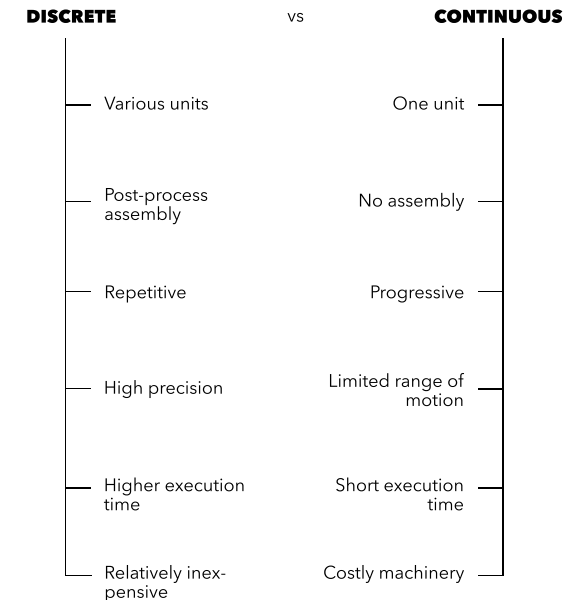 DISCRETE vs CONTINUOUS
Various units
Post-process
assembly
Repetitive
High precision
Higher execution
time
Relatively inex-
pensive
One unit
No assembly
Progressive
Limited range of
motion
Short execution
time
Costly machinery